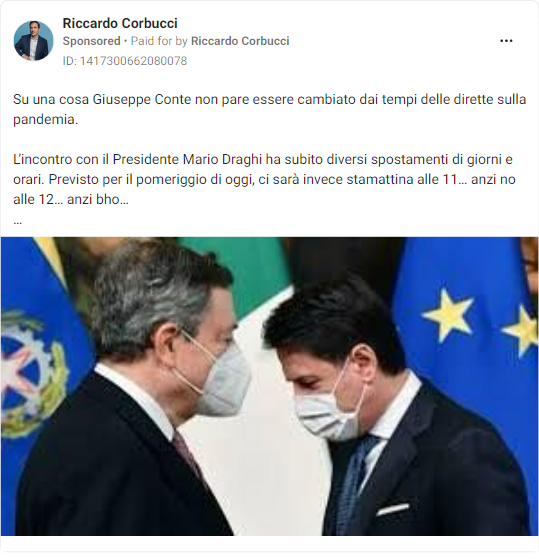 Riccardo Corbucci
Sponsored • Paid for by Riccardo Corbucci
ID: 1417300662080078
Su una cosa Giuseppe Conte non pare essere cambiato dai tempi delle dirette sulla
pandemia.
L'incontro con il Presidente Mario Draghi ha subito diversi spostamenti di giorni e
orari. Previsto per il pomeriggio di oggi, ci sarà invece stamattina alle 11... anzi no
alle 12... anzi bho...
...